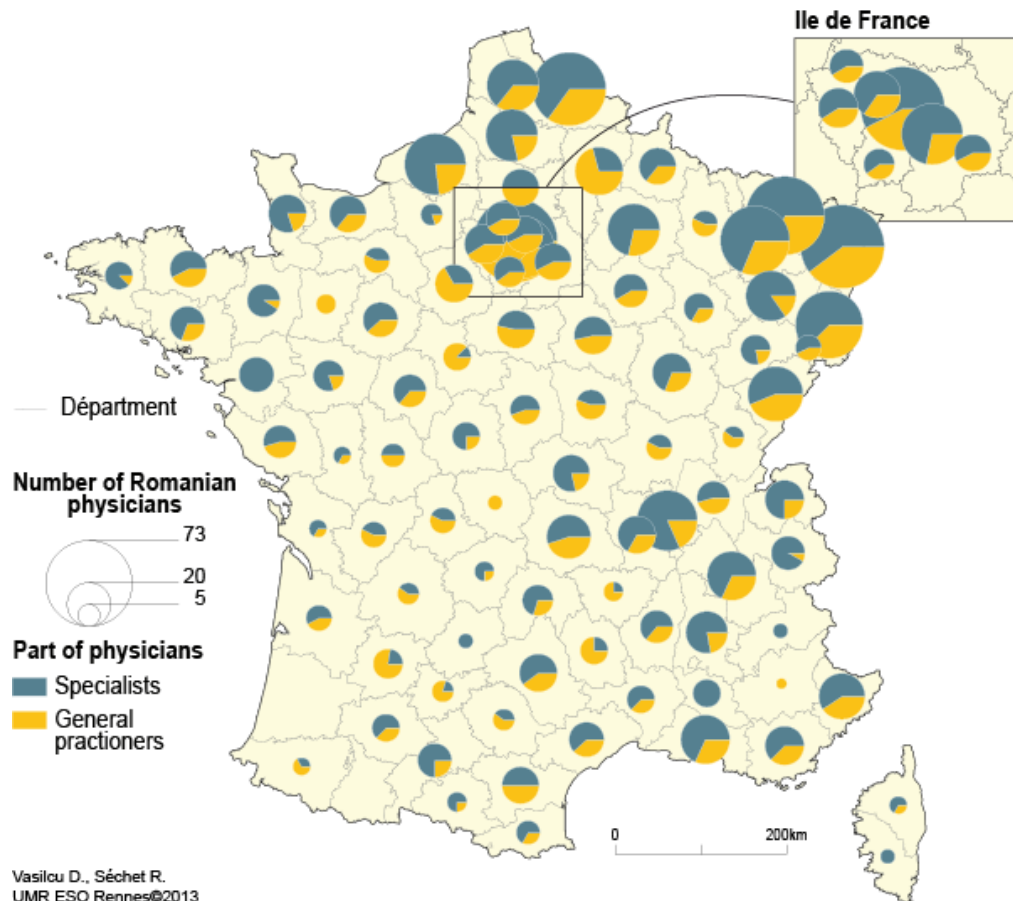 Ile de France
Départment
Number of Romanian
physicians
73
20
5
Part of physicians
Specialists
General
practioners
0
200km
Vasilcu D., Séchet R.
UMR ESO Rennes©2013